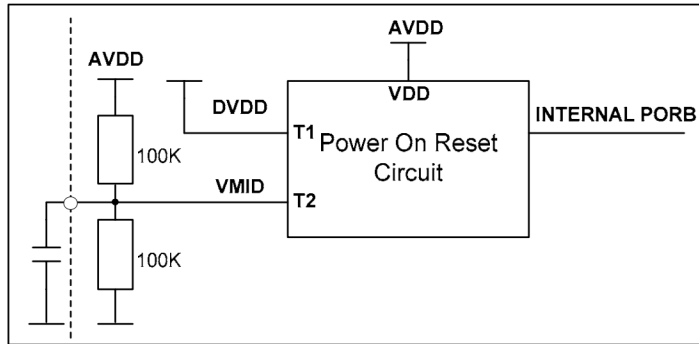 AVDD
AVDD
DVDD
VDD
INTERNAL PORB
T1
Power On Reset
Circuit
100K
VMID
T2
100K